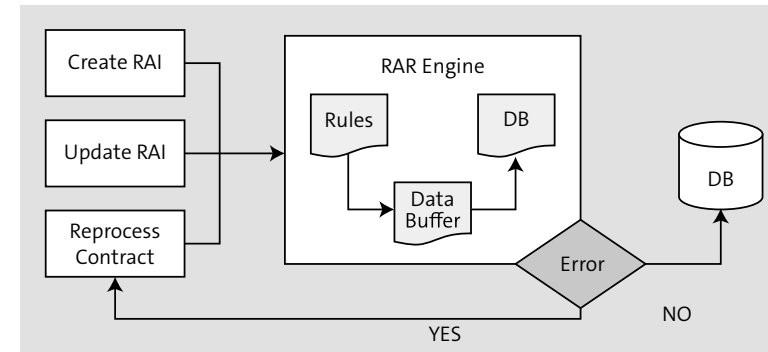 Create RAI
Update RAI
Reprocess
Contract
RAR Engine
Rules
DB
Data
Buffer
Error
DB
YES
NO